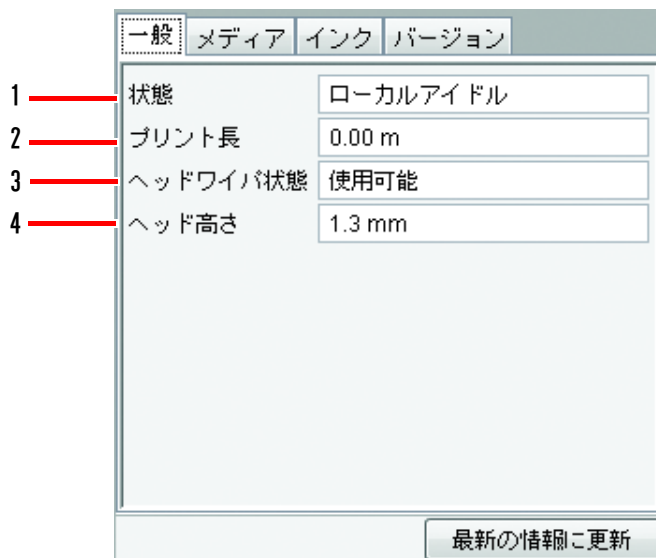 一般 メディア インク バージョン
1 状態 ローカルアイドル
2 プリント長 0.00 m
3 ヘッドワイパ状態 使用可能
4 ヘッド高さ 1.3 mm
最新の情報に更新